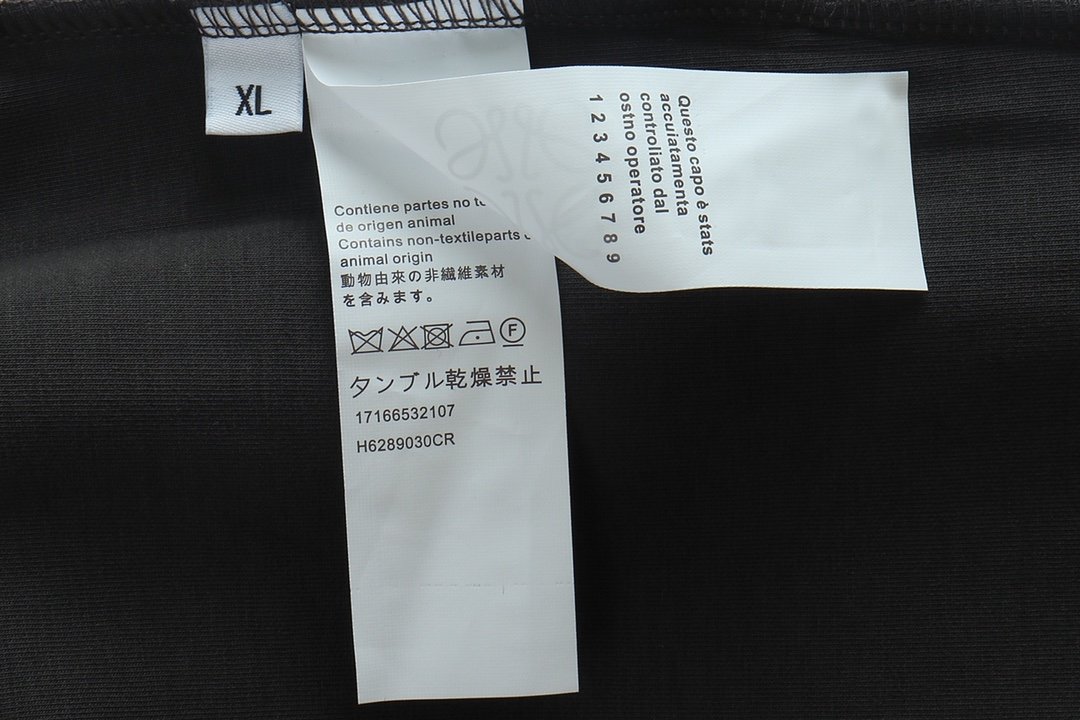 XL
Contiene partes no
de origen animal
Contains non-textileparts
animal origin
動物由來の非繊維素材
を含みます。
F
タンブル乾燥禁止
17166532107
H6289030CR
Questo capo è stats
accuiatamenta
controliato dal
ostno operatore
1 2 3 4 5 6 7 8 9